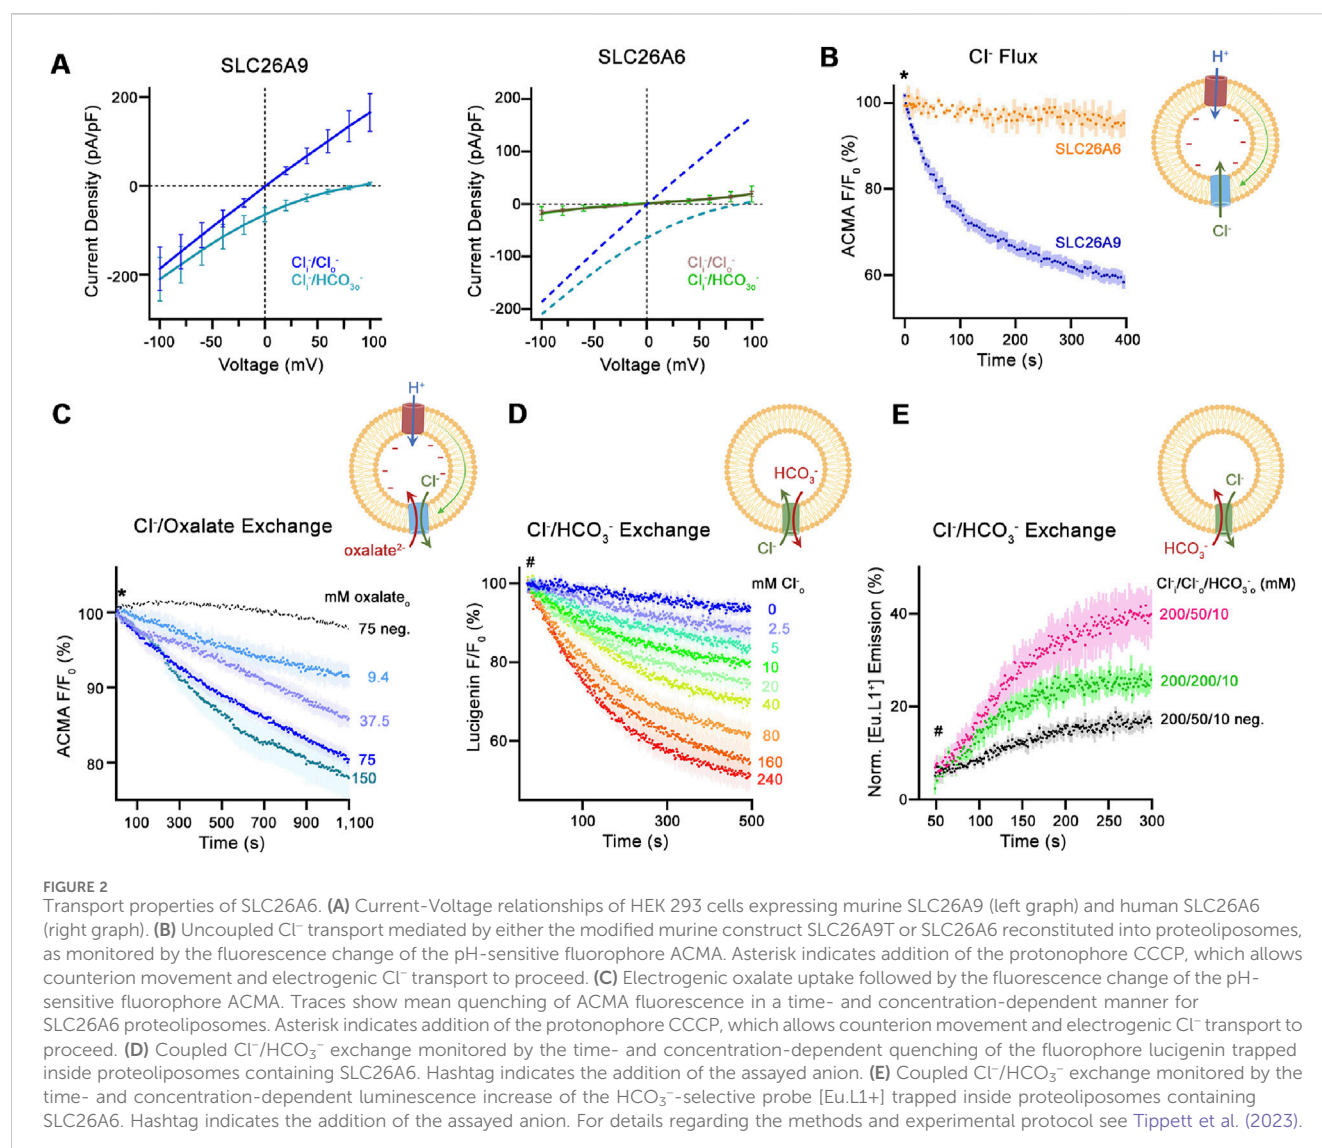 A
SLC26A9
Current Density (pA/pF)
200
0
-200
-100
-50
0
50
100
Voltage (mV)
Clᵢ⁻/Clₒ⁻
Clᵢ⁻/HCO₃ₒ⁻
SLC26A6
Current Density (pA/pF)
200
100
0
-100
-200
-100
-50
0
50
100
Voltage (mV)
Clᵢ⁻/Clₒ⁻
Clᵢ⁻/HCO₃ₒ⁻
B
Cl⁻ Flux
*
ACMA F/F₀ (%)
100
80
60
0
100
200
300
400
Time (s)
SLC26A6
SLC26A9
H⁺
Cl⁻
C
H⁺
Cl⁻
oxalate²⁻
Cl⁻/Oxalate Exchange
*
mM oxalateₒ
75 neg.
9.4
37.5
75
150
ACMA F/F₀ (%)
100
90
80
100
300
500
700
900
1,100
Time (s)
D
HCO₃⁻
Cl⁻
Cl⁻/HCO₃⁻ Exchange
#
mM Cl⁻ₒ
0
2.5
5
10
20
40
80
160
240
Lucigenin F/F₀ (%)
100
80
60
100
300
500
Time (s)
E
Cl⁻
HCO₃⁻
Cl⁻/HCO₃⁻ Exchange
Cl⁻ᵢ/Cl⁻ₒ/HCO₃⁻ₒ (mM)
200/50/10
200/200/10
200/50/10 neg.
#
Norm. [Eu.L1⁺] Emission (%)
40
20
0
50
100
150
200
250
300
Time (s)
FIGURE 2
Transport properties of SLC26A6. (A) Current-Voltage relationships of HEK 293 cells expressing murine SLC26A9 (left graph) and human SLC26A6
(right graph). (B) Uncoupled Cl⁻ transport mediated by either the modified murine construct SLC26A9T or SLC26A6 reconstituted into proteoliposomes,
as monitored by the fluorescence change of the pH-sensitive fluorophore ACMA. Asterisk indicates addition of the protonophore CCCP, which allows
counterion movement and electrogenic Cl⁻ transport to proceed. (C) Electrogenic oxalate uptake followed by the fluorescence change of the pH-
sensitive fluorophore ACMA. Traces show mean quenching of ACMA fluorescence in a time- and concentration-dependent manner for
SLC26A6 proteoliposomes. Asterisk indicates addition of the protonophore CCCP, which allows counterion movement and electrogenic Cl⁻ transport to
proceed. (D) Coupled Cl⁻/HCO₃⁻ exchange monitored by the time- and concentration-dependent quenching of the fluorophore lucigenin trapped
inside proteoliposomes containing SLC26A6. Hashtag indicates the addition of the assayed anion. (E) Coupled Cl⁻/HCO₃⁻ exchange monitored by the
time- and concentration-dependent luminescence increase of the HCO₃⁻-selective probe [Eu.L1+] trapped inside proteoliposomes containing
SLC26A6. Hashtag indicates the addition of the assayed anion. For details regarding the methods and experimental protocol see Tippett et al. (2023).